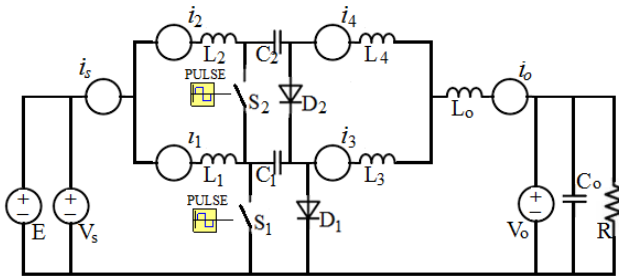 i2 L2 C2 i4 L4
PULSE
S2 D2
is
Lo io
ı1 L1 C1 i3 L3
PULSE
S1 D1
E Vs Vo Co R